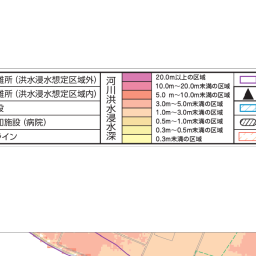 難所（洪水浸水想定区域外）
難所（洪水浸水想定区域内）
設
施設（病院）
ライン
河川洪水浸水深
20.0m以上の区域
10.0m～20.0m未満の区域
5.0 m～10.0m未満の区域
3.0m～5.0m未満の区域
1.0m～3.0m未満の区域
0.5m～1.0m未満の区域
0.3m～0.5m未満の区域
0.3m未満の区域